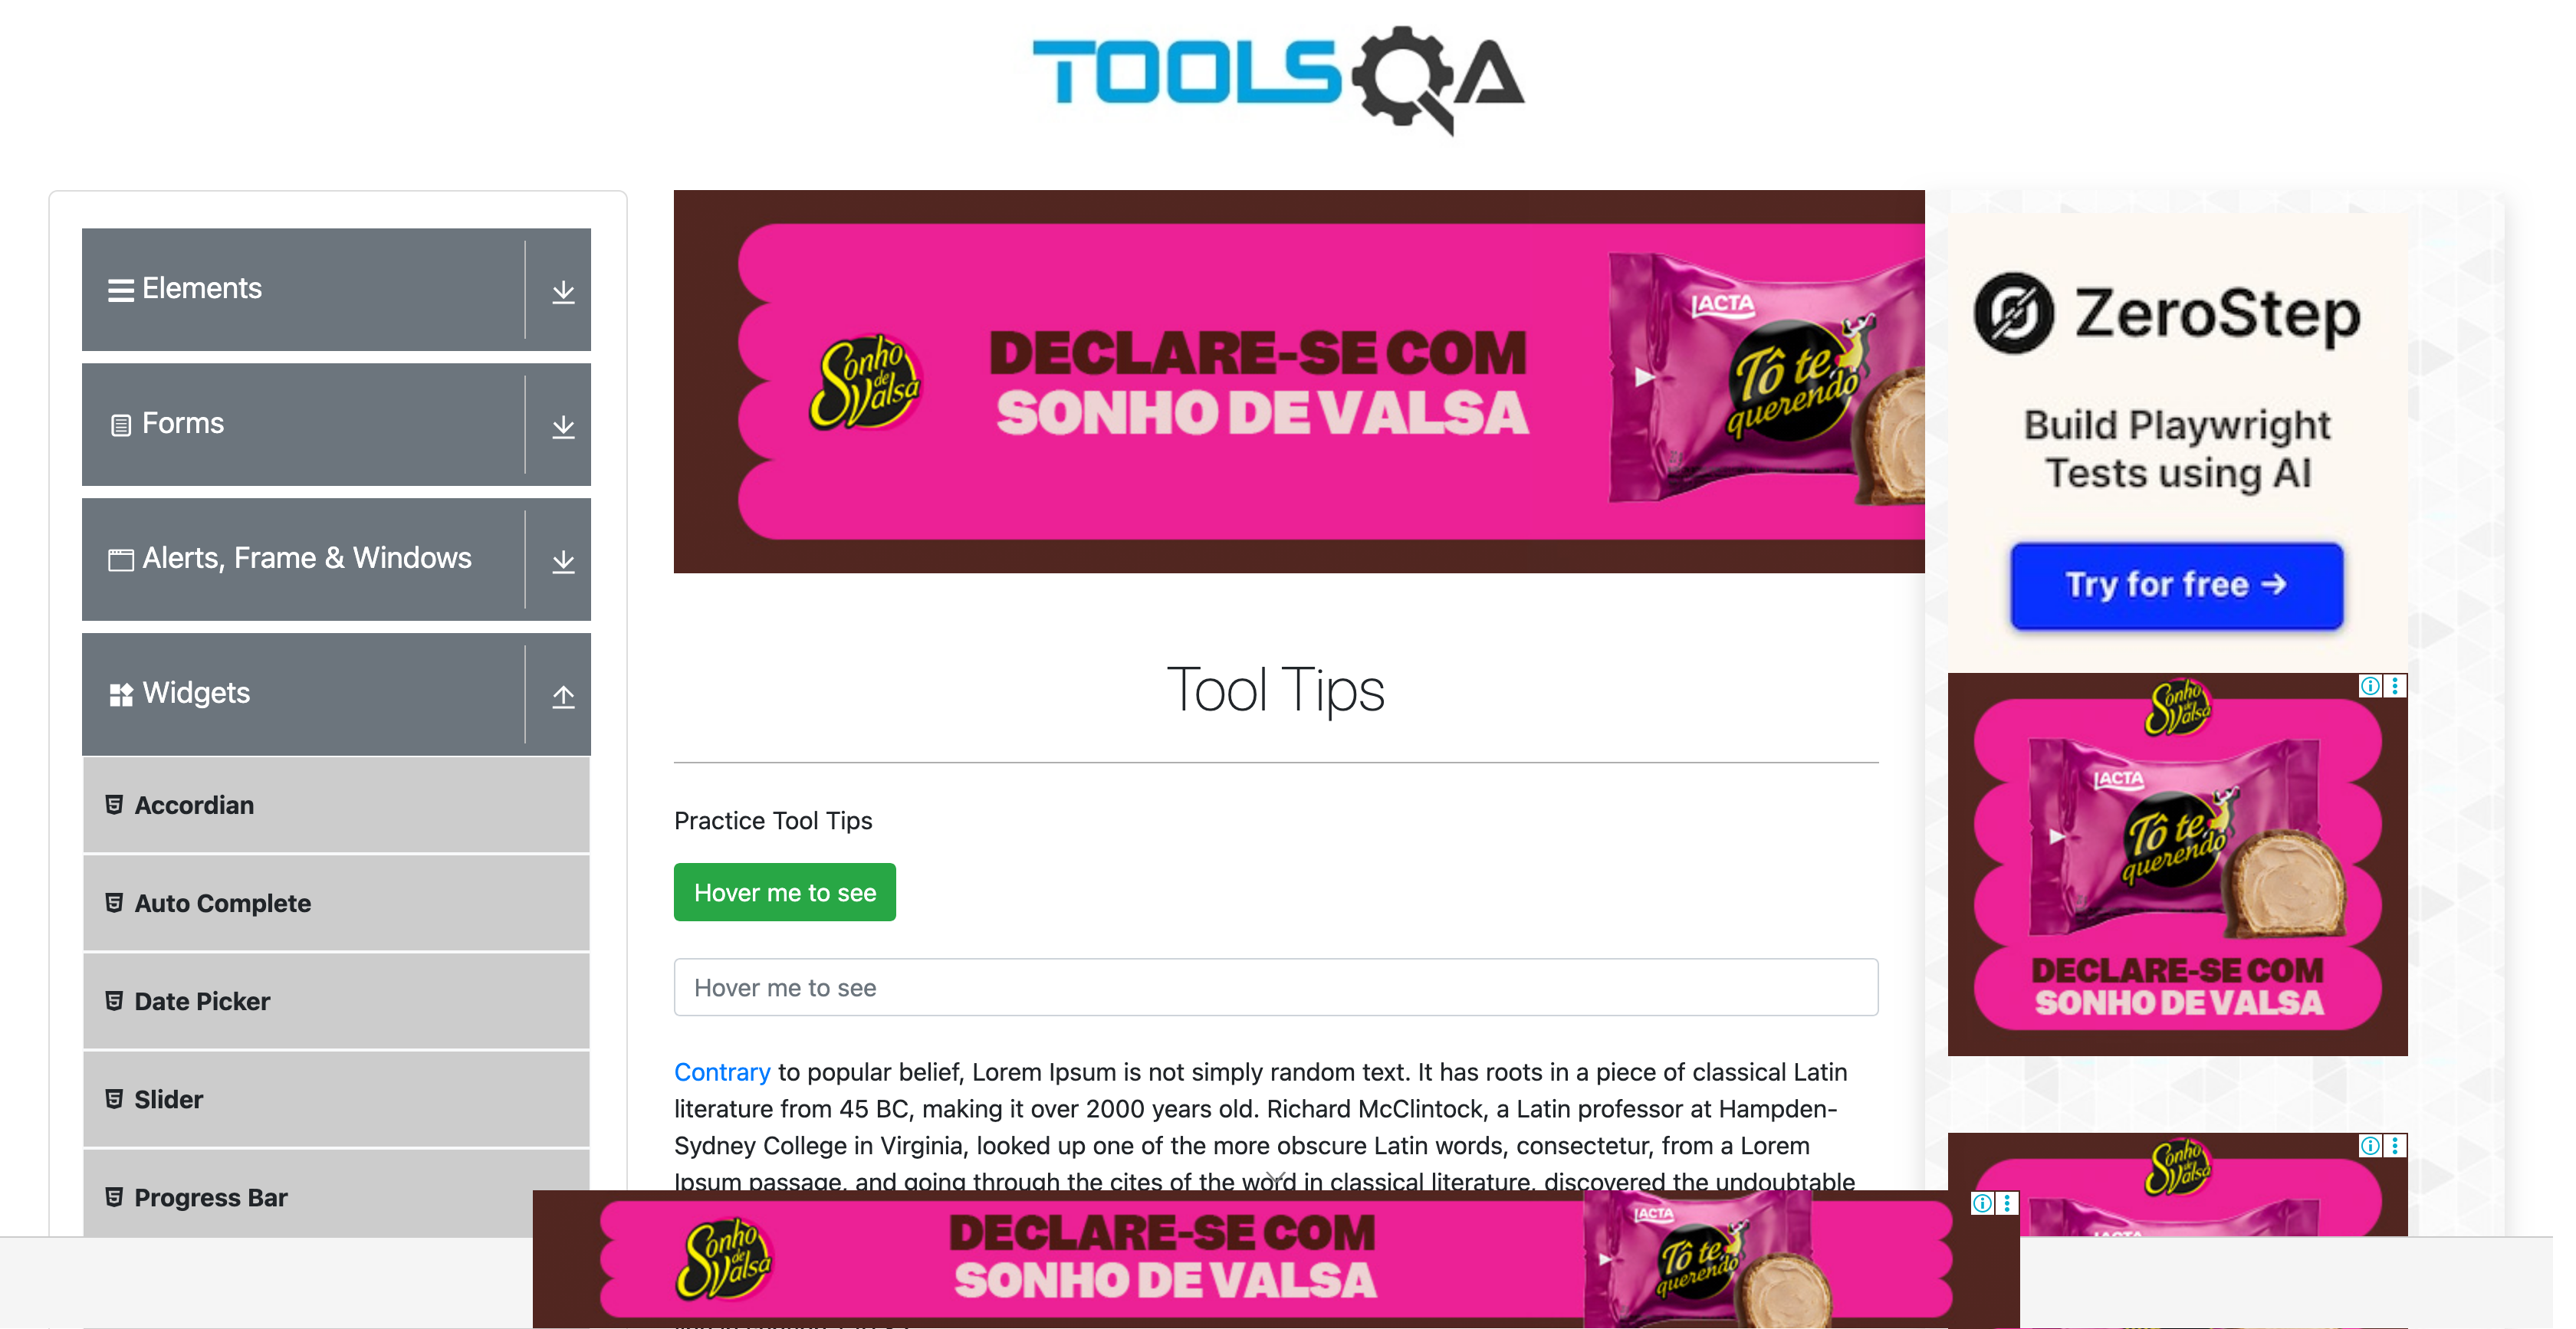 TOOLSQA
Elements
Forms
Alerts, Frame & Windows
Widgets
Accordian
Auto Complete
Date Picker
Slider
Progress Bar
Sonho de Valsa
DECLARE-SE COM
SONHO DE VALSA
LACTA
Tô te querendo
Tool Tips
Practice Tool Tips
Hover me to see
Hover me to see
Contrary to popular belief, Lorem Ipsum is not simply random text. It has roots in a piece of classical Latin
literature from 45 BC, making it over 2000 years old. Richard McClintock, a Latin professor at Hampden-
Sydney College in Virginia, looked up one of the more obscure Latin words, consectetur, from a Lorem
Ipsum passage, and going through the cites of the word in classical literature, discovered the undoubtable
ZeroStep
Build Playwright
Tests using AI
Try for free →
Sonho de Valsa
LACTA
Tô te querendo
DECLARE-SE COM
SONHO DE VALSA
Sonho de Valsa
LACTA
Sonho de Valsa
DECLARE-SE COM
SONHO DE VALSA
LACTA
Tô te querendo